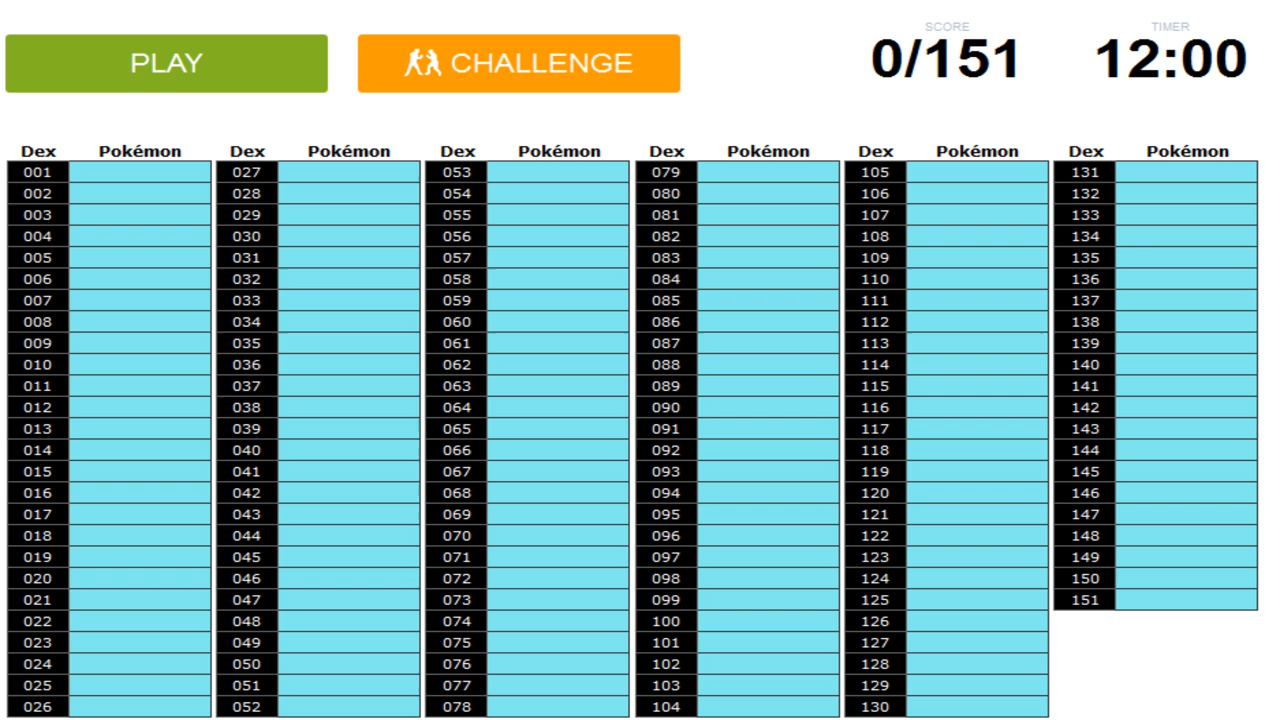 SCORE TIMER
PLAY CHALLENGE 0/151 12:00
Dex Pokémon Dex Pokémon Dex Pokémon Dex Pokémon Dex Pokémon Dex Pokémon
001 027 053 079 105 131
002 028 054 080 106 132
003 029 055 081 107 133
004 030 056 082 108 134
005 031 057 083 109 135
006 032 058 084 110 136
007 033 059 085 111 137
008 034 060 086 112 138
009 035 061 087 113 139
010 036 062 088 114 140
011 037 063 089 115 141
012 038 064 090 116 142
013 039 065 091 117 143
014 040 066 092 118 144
015 041 067 093 119 145
016 042 068 094 120 146
017 043 069 095 121 147
018 044 070 096 122 148
019 045 071 097 123 149
020 046 072 098 124 150
021 047 073 099 125 151
022 048 074 100 126
023 049 075 101 127
024 050 076 102 128
025 051 077 103 129
026 052 078 104 130